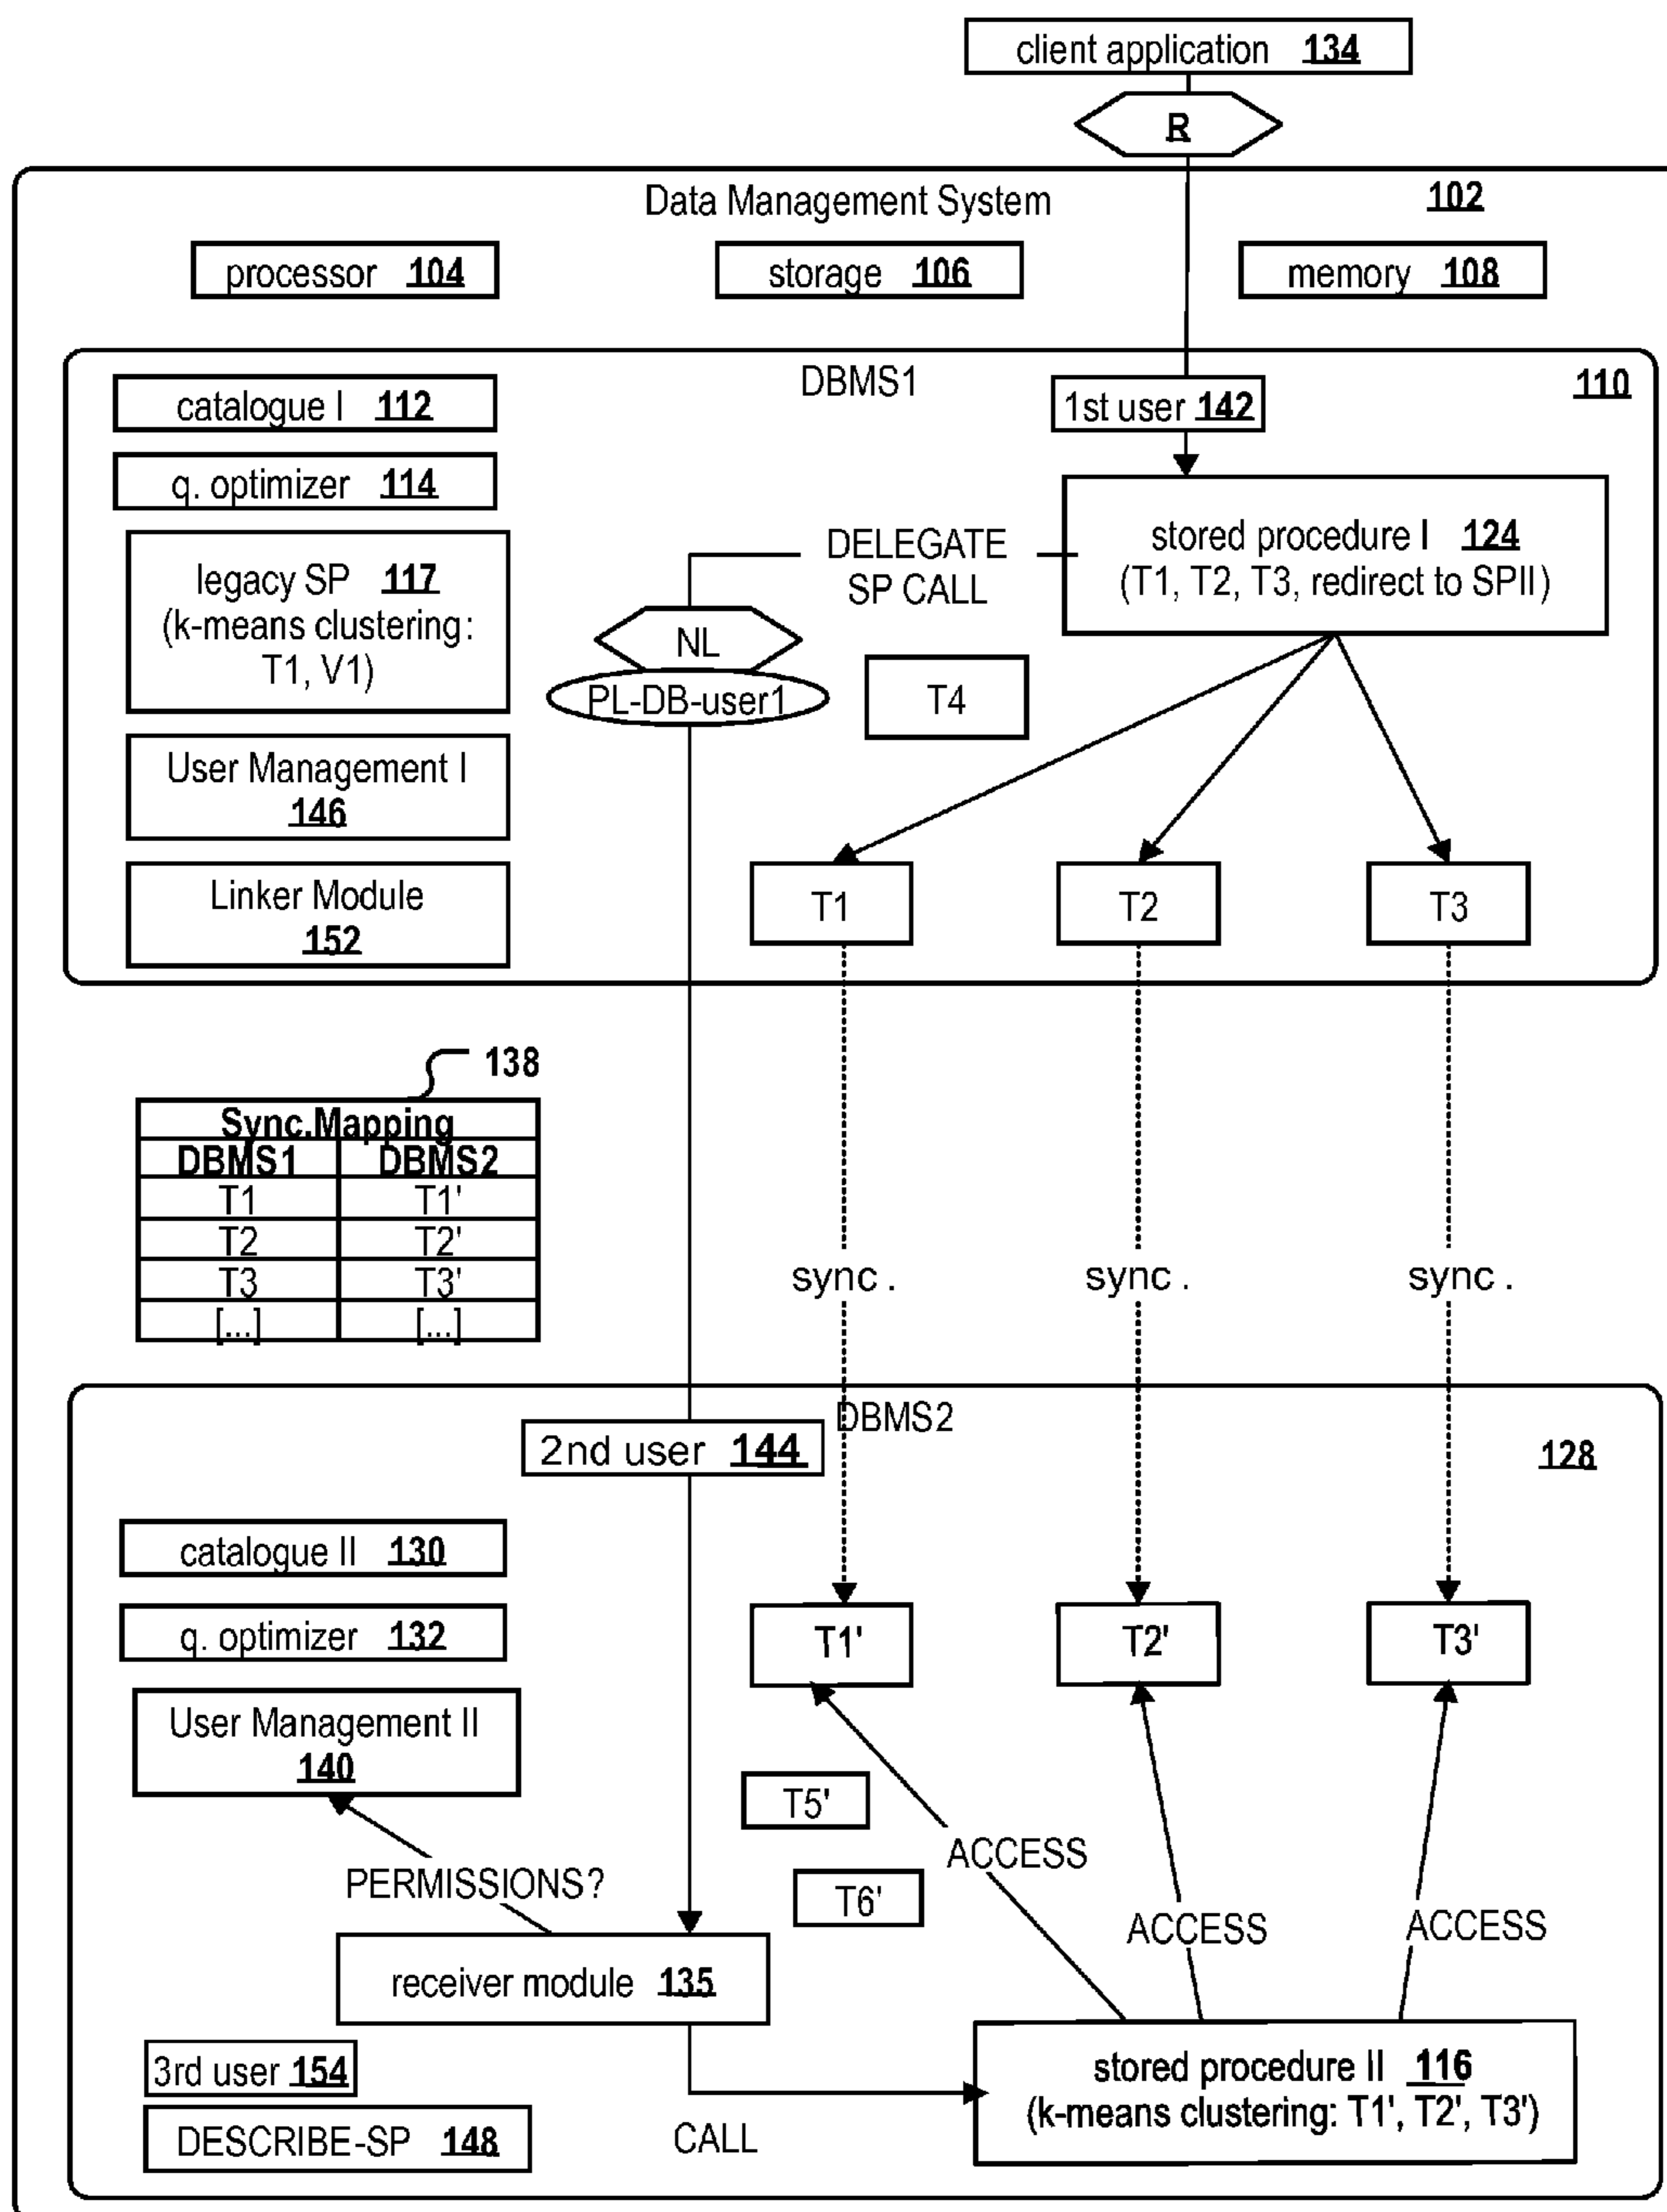 client application 134
R
Data Management System 102
processor 104
storage 106
memory 108
DBMS1
110
catalogue I 112
1st user 142
q. optimizer 114
stored procedure I 124
(T1, T2, T3, redirect to SPII)
DELEGATE
SP CALL
legacy SP 117
(k-means clustering:
T1, V1)
NL
PL-DB-user1
T4
User Management I
146
Linker Module
152
T1
T2
T3
138
Sync.Mapping
DBMS1 DBMS2
T1 T1'
T2 T2'
T3 T3'
[...] [...]
sync .
sync .
sync .
DBMS2
2nd user 144
128
catalogue II 130
q. optimizer 132
T1'
T2'
T3'
User Management II
140
T5'
ACCESS
PERMISSIONS?
T6'
ACCESS
ACCESS
receiver module 135
3rd user 154
stored procedure II 116
(k-means clustering: T1', T2', T3')
DESCRIBE-SP 148
CALL